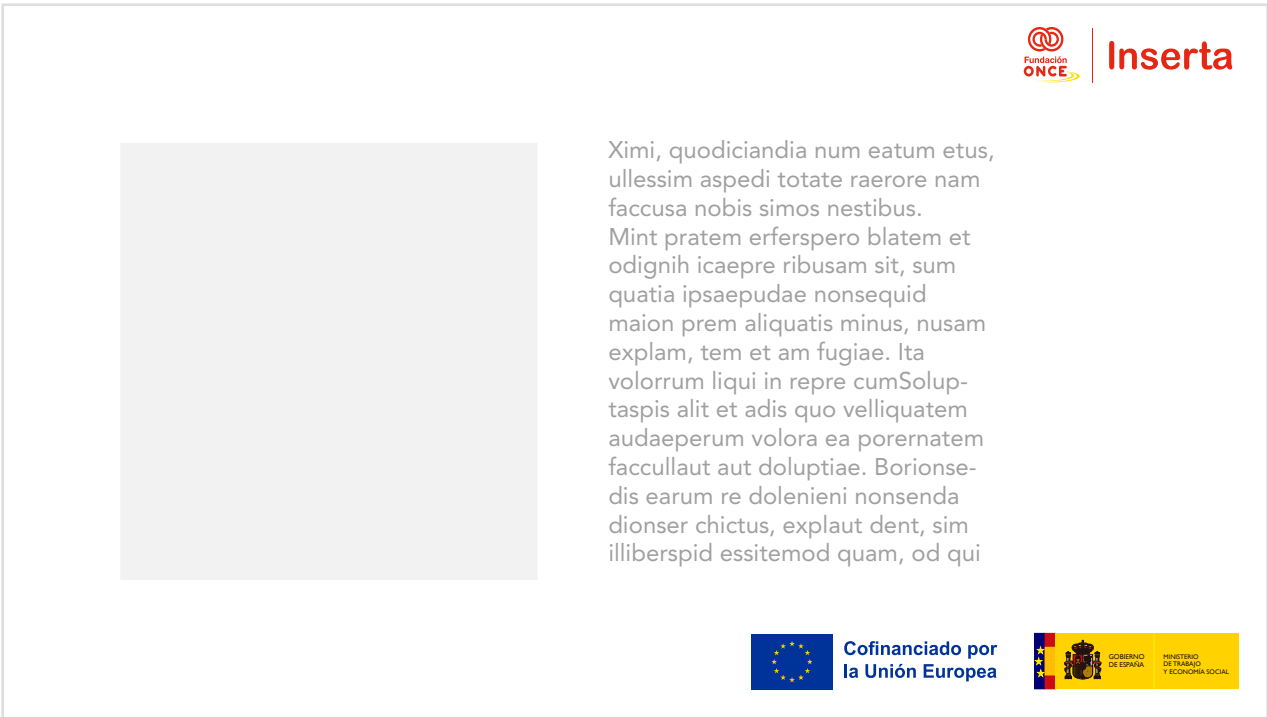 Fundación
ONCE
Inserta
Ximi, quodiciandia num eatum etus,
ullessim aspedi totate raerore nam
faccusa nobis simos nestibus.
Mint pratem erferspero blatem et
odignih icaepre ribusam sit, sum
quatia ipsaepudae nonsequid
maion prem aliquatis minus, nusam
explam, tem et am fugiae. Ita
volorrum liqui in repre cumSolup-
taspis alit et adis quo velliquatem
audaeperum volora ea porernatem
faccullaut aut doluptiae. Borionse-
dis earum re dolenieni nonsenda
dionser chictus, explaut dent, sim
illiberspid essitemod quam, od qui
Cofinanciado por
la Unión Europea
GOBIERNO
DE ESPAÑA
MINISTERIO
DE TRABAJO
Y ECONOMÍA SOCIAL